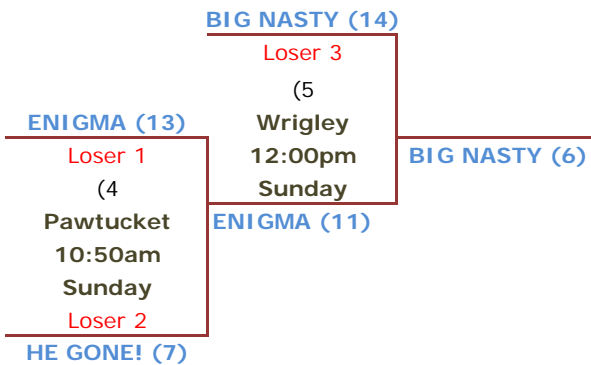 BIG NASTY (14)
Loser 3
(5
Wrigley
12:00pm
Sunday
ENIGMA (13)
Loser 1
(4
Pawtucket
10:50am
Sunday
Loser 2
HE GONE! (7)
ENIGMA (11)
BIG NASTY (6)